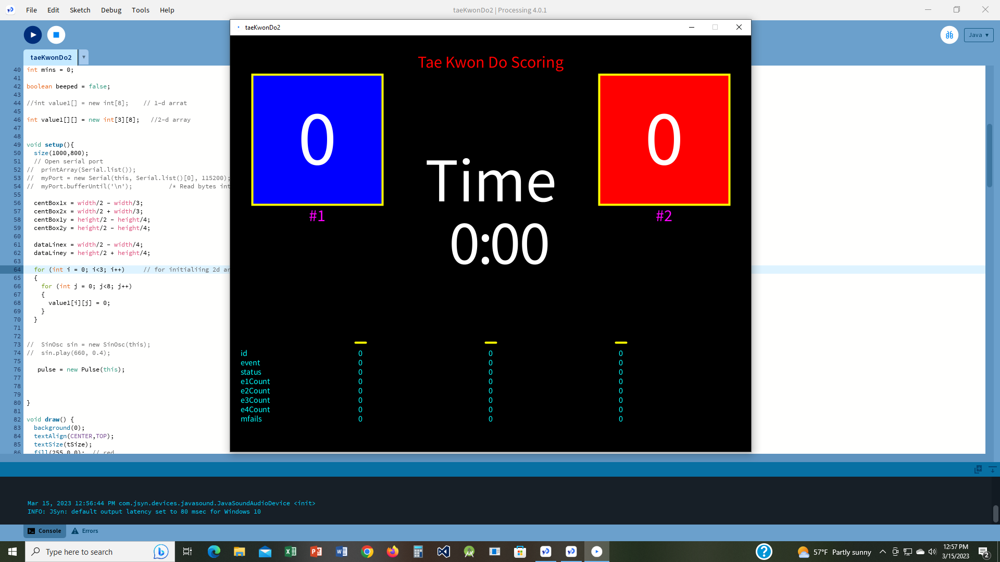 File Edit Sketch Debug Tools Help
taeKwonDo2 | Processing 4.0.1
Java ▾
taeKwonDo2 ▾
40 int mins = 0;
41
42 boolean beeped = false;
43
44 //int value1[] = new int[8];    // 1-d arrat
45
46 int value1[][] = new int[3][8];   //2-d array
47
48
49 void setup(){
50   size(1000,800);
51   // Open serial port
52 //  printArray(Serial.list());
53 //  myPort = new Serial(this, Serial.list()[0], 115200);
54 //  myPort.bufferUntil('\n');          /* Read bytes int
55
56   centBox1x = width/2 - width/3;
57   centBox2x = width/2 + width/3;
58   centBox1y = height/2 - height/4;
59   centBox2y = height/2 - height/4;
60
61   dataLinex = width/2 - width/4;
62   dataLiney = height/2 + height/4;
63
64   for (int i = 0; i<3; i++)     // for initialiing 2d ar
65   {
66     for (int j = 0; j<8; j++)
67     {
68       value1[i][j] = 0;
69     }
70   }
71
72
73 //  SinOsc sin = new SinOsc(this);
74 //  sin.play(660, 0.4);
75
76    pulse = new Pulse(this);
77
78
79
80 }
81
82 void draw() {
83   background(0);
84   textAlign(CENTER,TOP);
85   textSize(tSize);
86   fill(255,0,0);  // red
taeKwonDo2
Tae Kwon Do Scoring
0 0
Time
#1 #2
0:00
id 0 0 0
event 0 0 0
status 0 0 0
e1Count 0 0 0
e2Count 0 0 0
e3Count 0 0 0
e4Count 0 0 0
mfails 0 0 0
Mar 15, 2023 12:56:44 PM com.jsyn.devices.javasound.JavaSoundAudioDevice <init>
INFO: JSyn: default output latency set to 80 msec for Windows 10
Console Errors
Type here to search
57°F Partly sunny
12:57 PM
3/15/2023
2